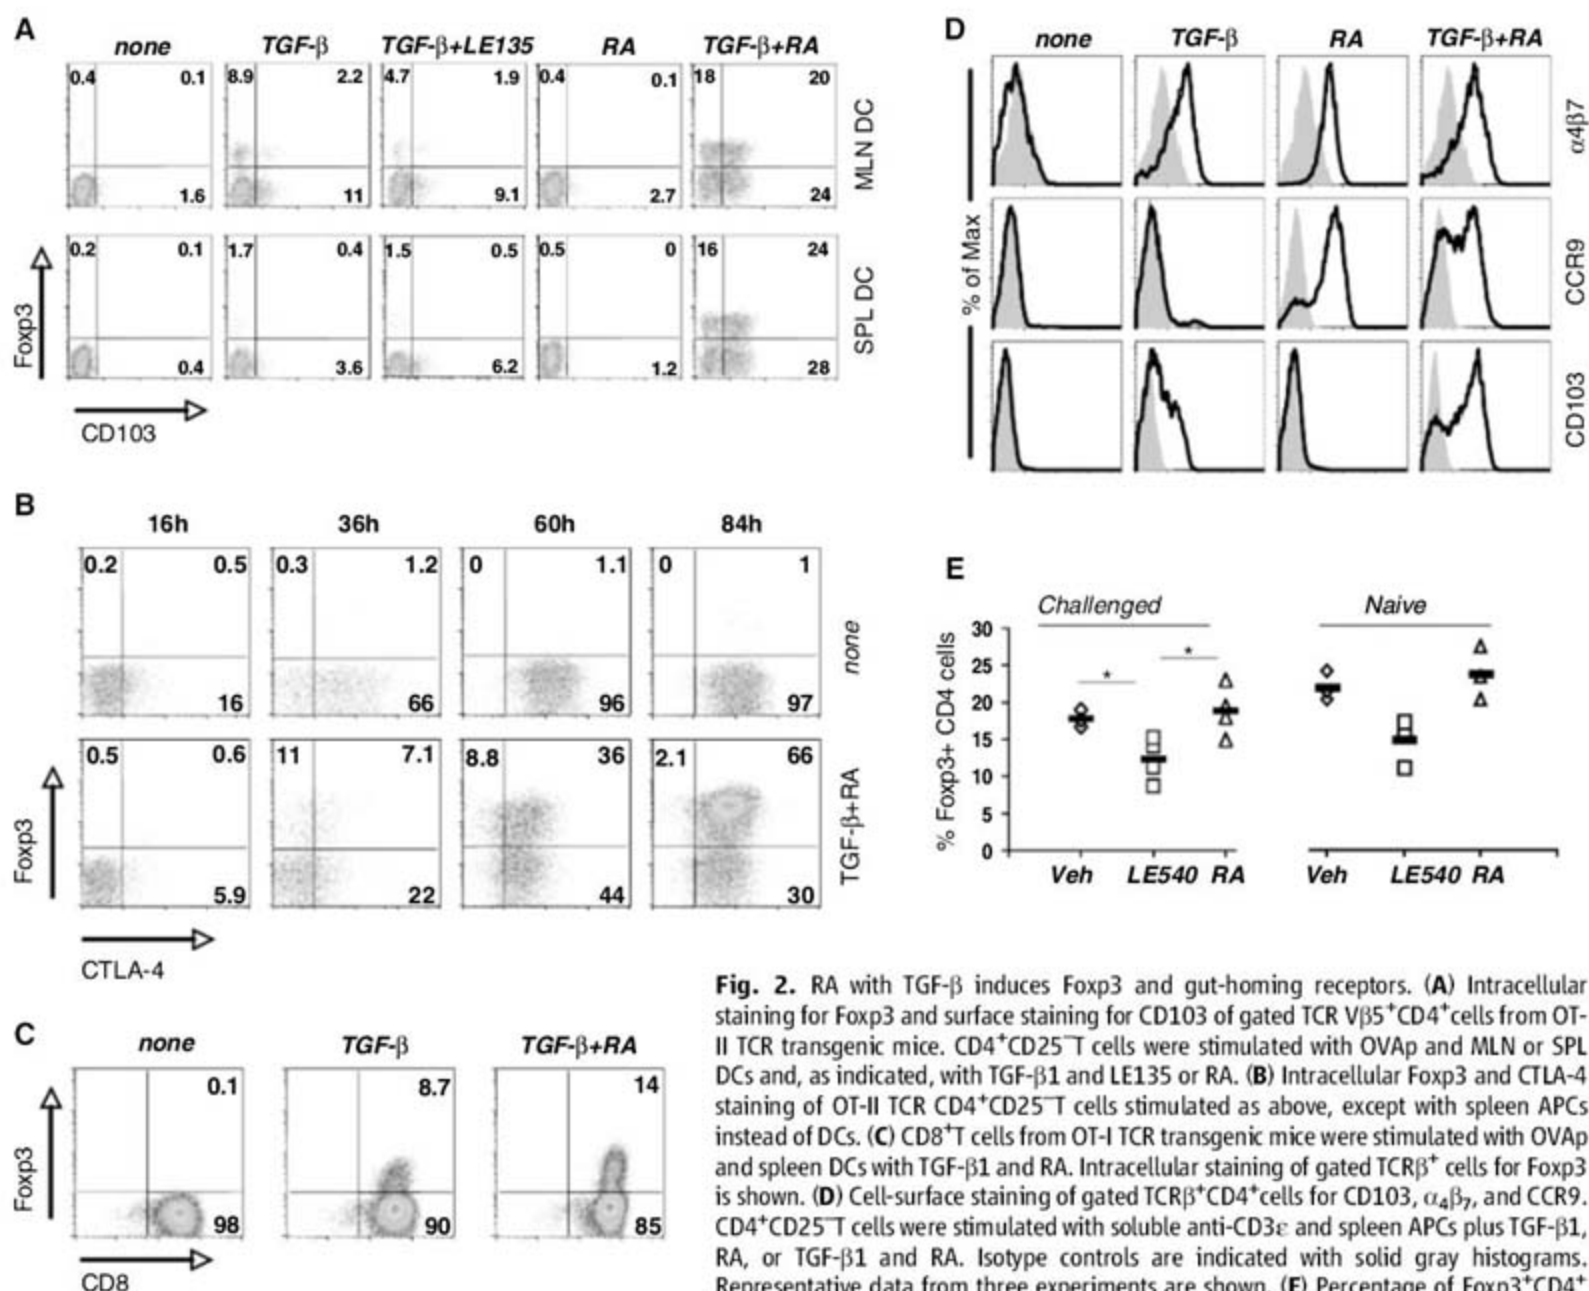 A
none TGF-β TGF-β+LE135 RA TGF-β+RA
0.4 0.1 8.9 2.2 4.7 1.9 0.4 0.1 18 20
1.6 11 9.1 2.7 24
MLN DC
0.2 0.1 1.7 0.4 1.5 0.5 0.5 0 16 24
0.4 3.6 6.2 1.2 28
SPL DC
Foxp3
CD103
B
16h 36h 60h 84h
0.2 0.5 0.3 1.2 0 1.1 0 1
16 66 96 97
none
0.5 0.6 11 7.1 8.8 36 2.1 66
5.9 22 44 30
TGF-β+RA
Foxp3
CTLA-4
C
none TGF-β TGF-β+RA
0.1 8.7 14
98 90 85
Foxp3
CD8
D
none TGF-β RA TGF-β+RA
α4β7
CCR9
CD103
% of Max
E
Challenged Naive
% Foxp3+ CD4 cells
30
25
20
15
10
5
0
* *
Veh LE540 RA Veh LE540 RA
Fig. 2. RA with TGF-β induces Foxp3 and gut-homing receptors. (A) Intracellular
staining for Foxp3 and surface staining for CD103 of gated TCR Vβ5⁺CD4⁺cells from OT-
II TCR transgenic mice. CD4⁺CD25⁻T cells were stimulated with OVAp and MLN or SPL
DCs and, as indicated, with TGF-β1 and LE135 or RA. (B) Intracellular Foxp3 and CTLA-4
staining of OT-II TCR CD4⁺CD25⁻T cells stimulated as above, except with spleen APCs
instead of DCs. (C) CD8⁺T cells from OT-I TCR transgenic mice were stimulated with OVAp
and spleen DCs with TGF-β1 and RA. Intracellular staining of gated TCRβ⁺ cells for Foxp3
is shown. (D) Cell-surface staining of gated TCRβ⁺CD4⁺cells for CD103, α₄β₇, and CCR9.
CD4⁺CD25⁻T cells were stimulated with soluble anti-CD3ε and spleen APCs plus TGF-β1,
RA, or TGF-β1 and RA. Isotype controls are indicated with solid gray histograms.
Representative data from three experiments are shown. (E) Percentage of Foxp3⁺CD4⁺